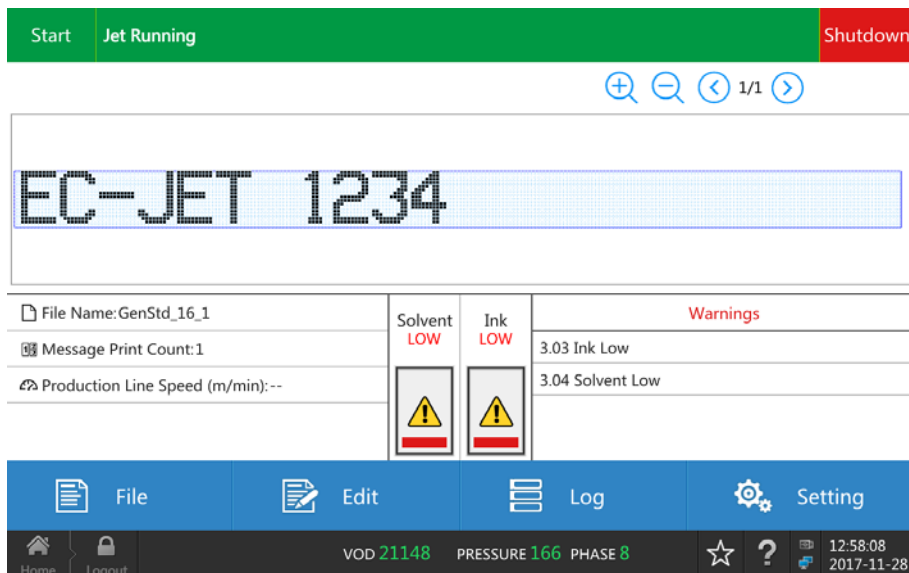 Start Jet Running Shutdown
1/1
EC-JET 1234
File Name:GenStd_16_1
Message Print Count:1
Production Line Speed (m/min):--
Solvent
LOW
Ink
LOW
Warnings
3.03 Ink Low
3.04 Solvent Low
File Edit Log Setting
Home Logout
VOD 21148 PRESSURE 166 PHASE 8
?
12:58:08
2017-11-28